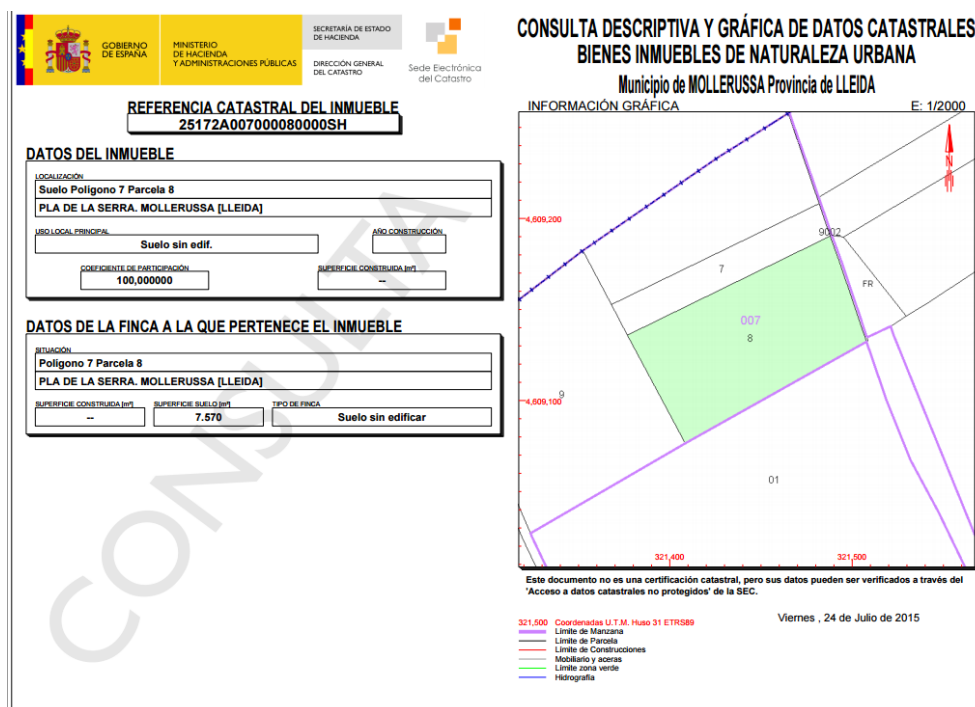 GOBIERNO
DE ESPAÑA
MINISTERIO
DE HACIENDA
Y ADMINISTRACIONES PÚBLICAS
SECRETARÍA DE ESTADO
DE HACIENDA
DIRECCIÓN GENERAL
DEL CATASTRO
Sede Electrónica
del Catastro
REFERENCIA CATASTRAL DEL INMUEBLE
25172A007000080000SH
DATOS DEL INMUEBLE
LOCALIZACIÓN
Suelo Polígono 7 Parcela 8
PLA DE LA SERRA. MOLLERUSSA [LLEIDA]
USO LOCAL PRINCIPAL
Suelo sin edif.
AÑO CONSTRUCCIÓN
COEFICIENTE DE PARTICIPACIÓN
100,000000
SUPERFICIE CONSTRUIDA [m²]
--
DATOS DE LA FINCA A LA QUE PERTENECE EL INMUEBLE
SITUACIÓN
Polígono 7 Parcela 8
PLA DE LA SERRA. MOLLERUSSA [LLEIDA]
SUPERFICIE CONSTRUIDA [m²]
--
SUPERFICIE SUELO [m²]
7.570
TIPO DE FINCA
Suelo sin edificar
CONSULTA
CONSULTA DESCRIPTIVA Y GRÁFICA DE DATOS CATASTRALES
BIENES INMUEBLES DE NATURALEZA URBANA
Municipio de MOLLERUSSA Provincia de LLEIDA
INFORMACIÓN GRÁFICA
E: 1/2000
N
4,609,200
9002
7
FR
007
8
9
4,609,100
01
321,400
321,500
Este documento no es una certificación catastral, pero sus datos pueden ser verificados a través del
'Acceso a datos catastrales no protegidos' de la SEC.
Viernes , 24 de Julio de 2015
321,500 Coordenadas U.T.M. Huso 31 ETRS89
Límite de Manzana
Límite de Parcela
Límite de Construcciones
Mobiliario y aceras
Límite zona verde
Hidrografía